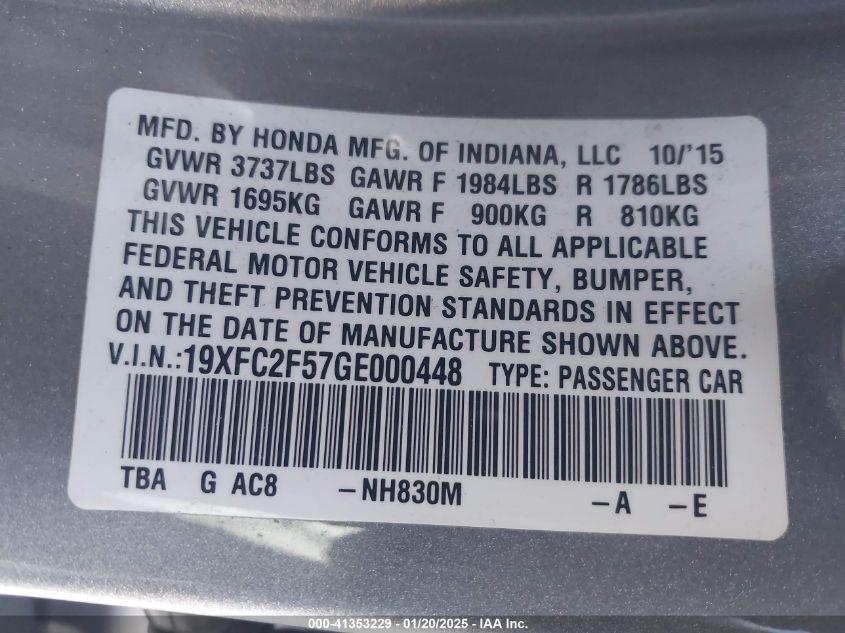 MFD. BY HONDA MFG. OF INDIANA, LLC 10/'15
GVWR 3737LBS GAWR F 1984LBS R 1786LBS
GVWR 1695KG GAWR F 900KG R 810KG
THIS VEHICLE CONFORMS TO ALL APPLICABLE
FEDERAL MOTOR VEHICLE SAFETY, BUMPER,
AND THEFT PREVENTION STANDARDS IN EFFECT
ON THE DATE OF MANUFACTURE SHOWN ABOVE.
V.I.N.:19XFC2F57GE000448 TYPE: PASSENGER CAR
TBA G AC8 –NH830M –A –E
000-41353229 - 01/20/2025 - IAA Inc.